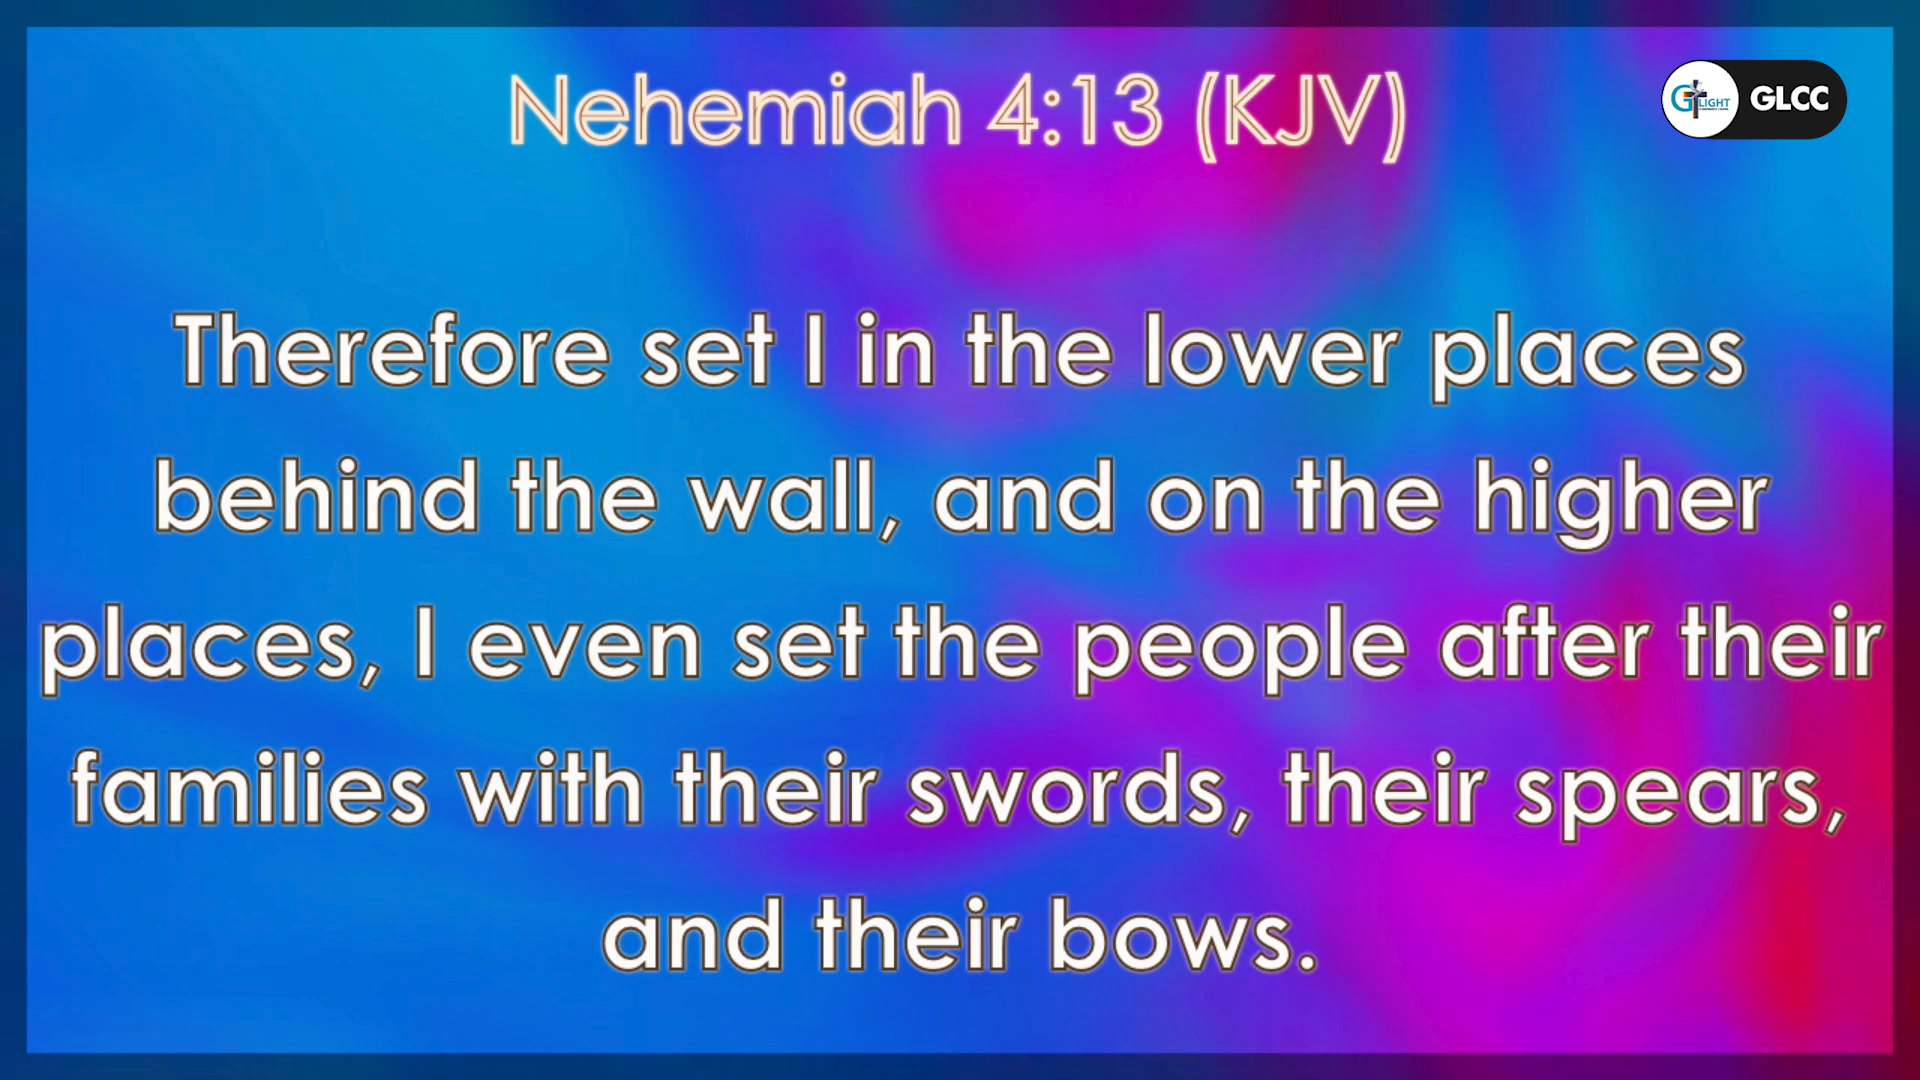 Nehemiah 4:13 (KJV)
GLIGHT
GLCC
Therefore set I in the lower places
behind the wall, and on the higher
places, I even set the people after their
families with their swords, their spears,
and their bows.